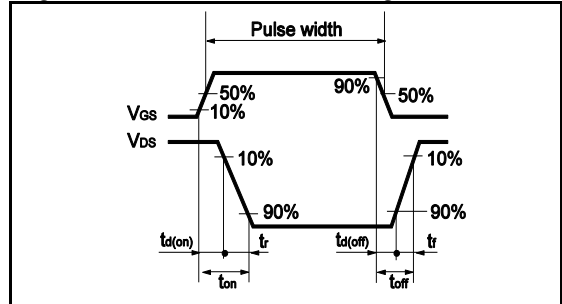 Pulse width
90%
50%
50%
10%
VGS
VDS
10%
10%
90%
90%
td(on)
tr
td(off)
tf
ton
toff